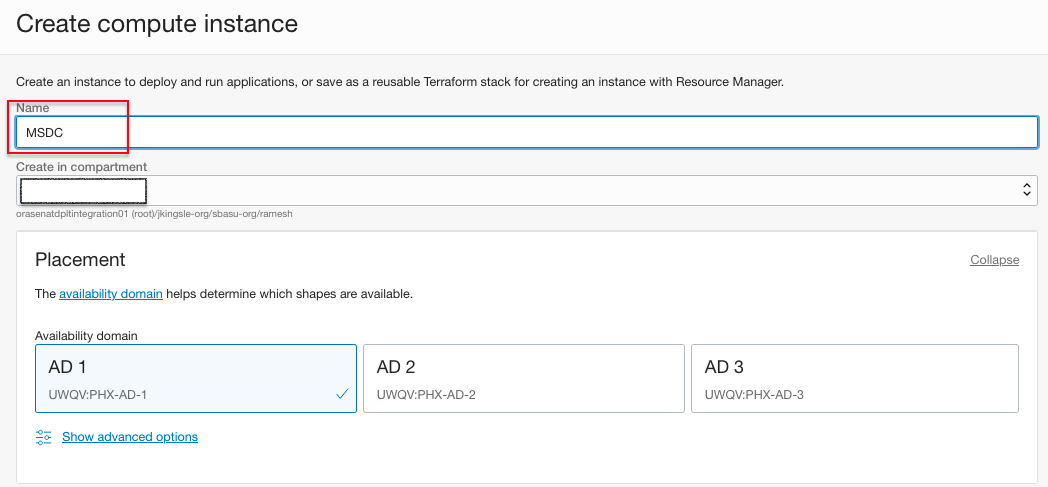 Create compute instance
Create an instance to deploy and run applications, or save as a reusable Terraform stack for creating an instance with Resource Manager.
Name
MSDC
Create in compartment
orasenatdpltintegration01 (root)/jkingsle-org/sbasu-org/ramesh
Placement
Collapse
The availability domain helps determine which shapes are available.
Availability domain
AD 1
AD 2
AD 3
UWQV:PHX-AD-1
UWQV:PHX-AD-2
UWQV:PHX-AD-3
Show advanced options